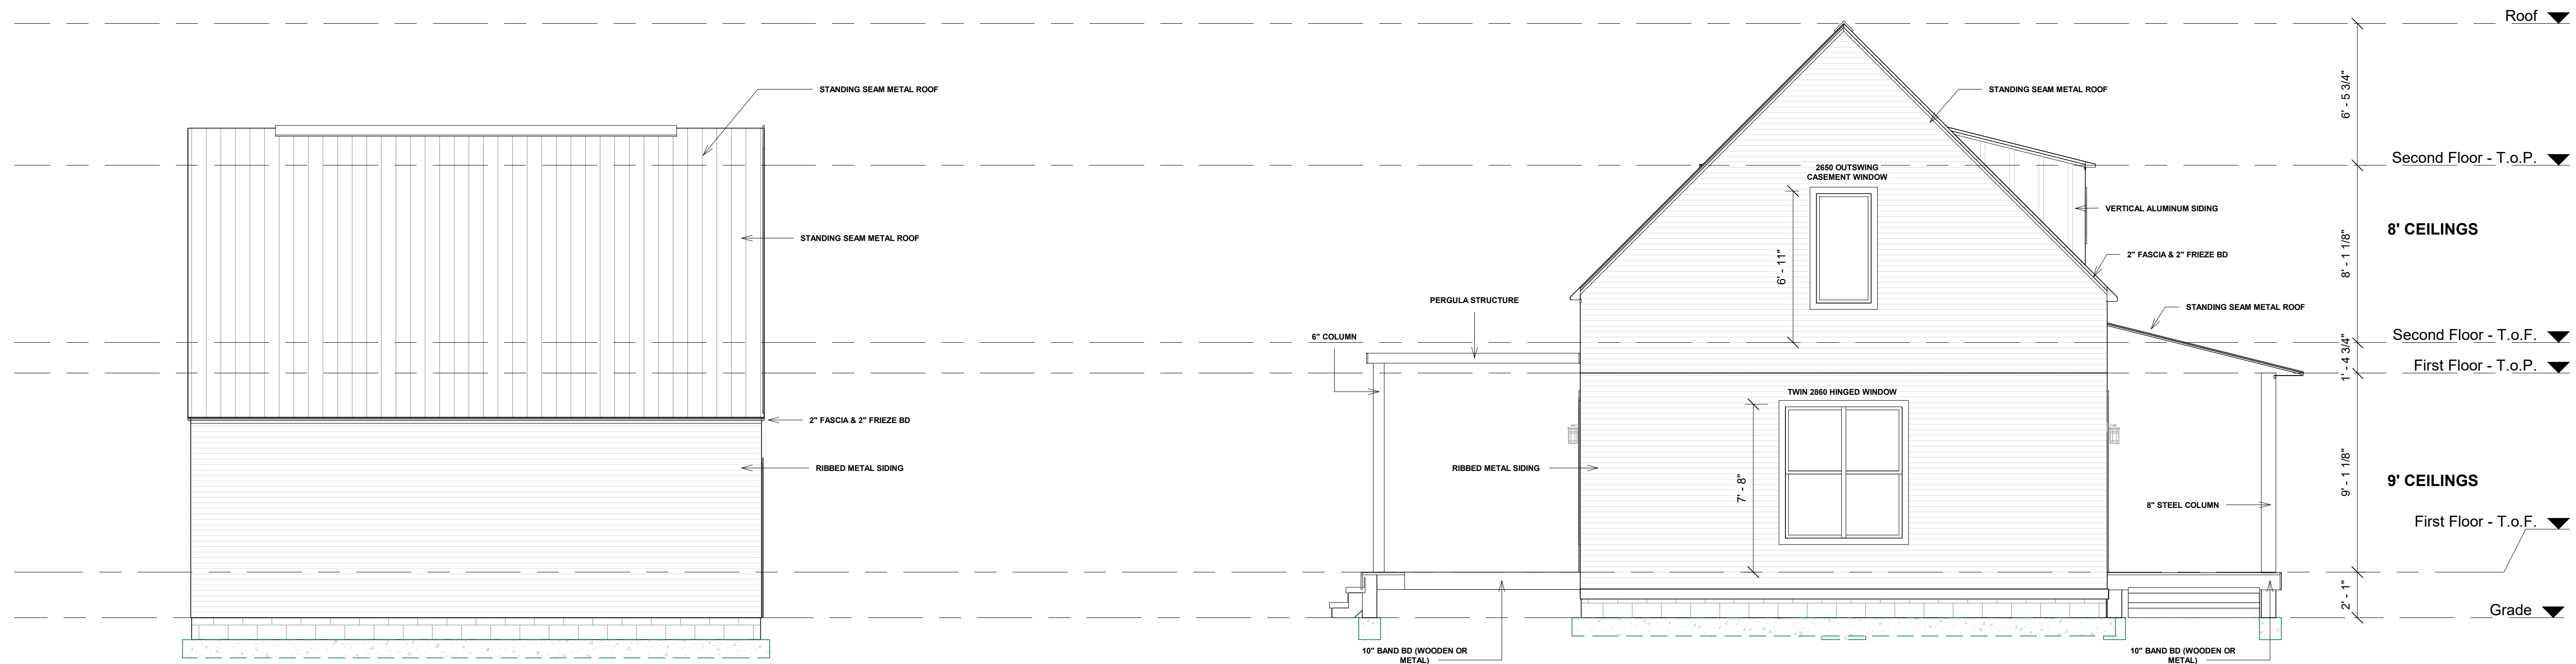 Roof
STANDING SEAM METAL ROOF
STANDING SEAM METAL ROOF
6' - 5 3/4"
Second Floor - T.o.P.
2650 OUTSWING
CASEMENT WINDOW
VERTICAL ALUMINUM SIDING
8' CEILINGS
STANDING SEAM METAL ROOF
8' - 1 1/8"
6' - 11"
2" FASCIA & 2" FRIEZE BD
PERGULA STRUCTURE
STANDING SEAM METAL ROOF
6" COLUMN
Second Floor - T.o.F.
1' - 4 3/4"
First Floor - T.o.P.
TWIN 2860 HINGED WINDOW
2" FASCIA & 2" FRIEZE BD
RIBBED METAL SIDING
RIBBED METAL SIDING
7' - 8"
9' - 1 1/8"
9' CEILINGS
8" STEEL COLUMN
First Floor - T.o.F.
2' - 1"
Grade
10" BAND BD (WOODEN OR
METAL)
10" BAND BD (WOODEN OR
METAL)